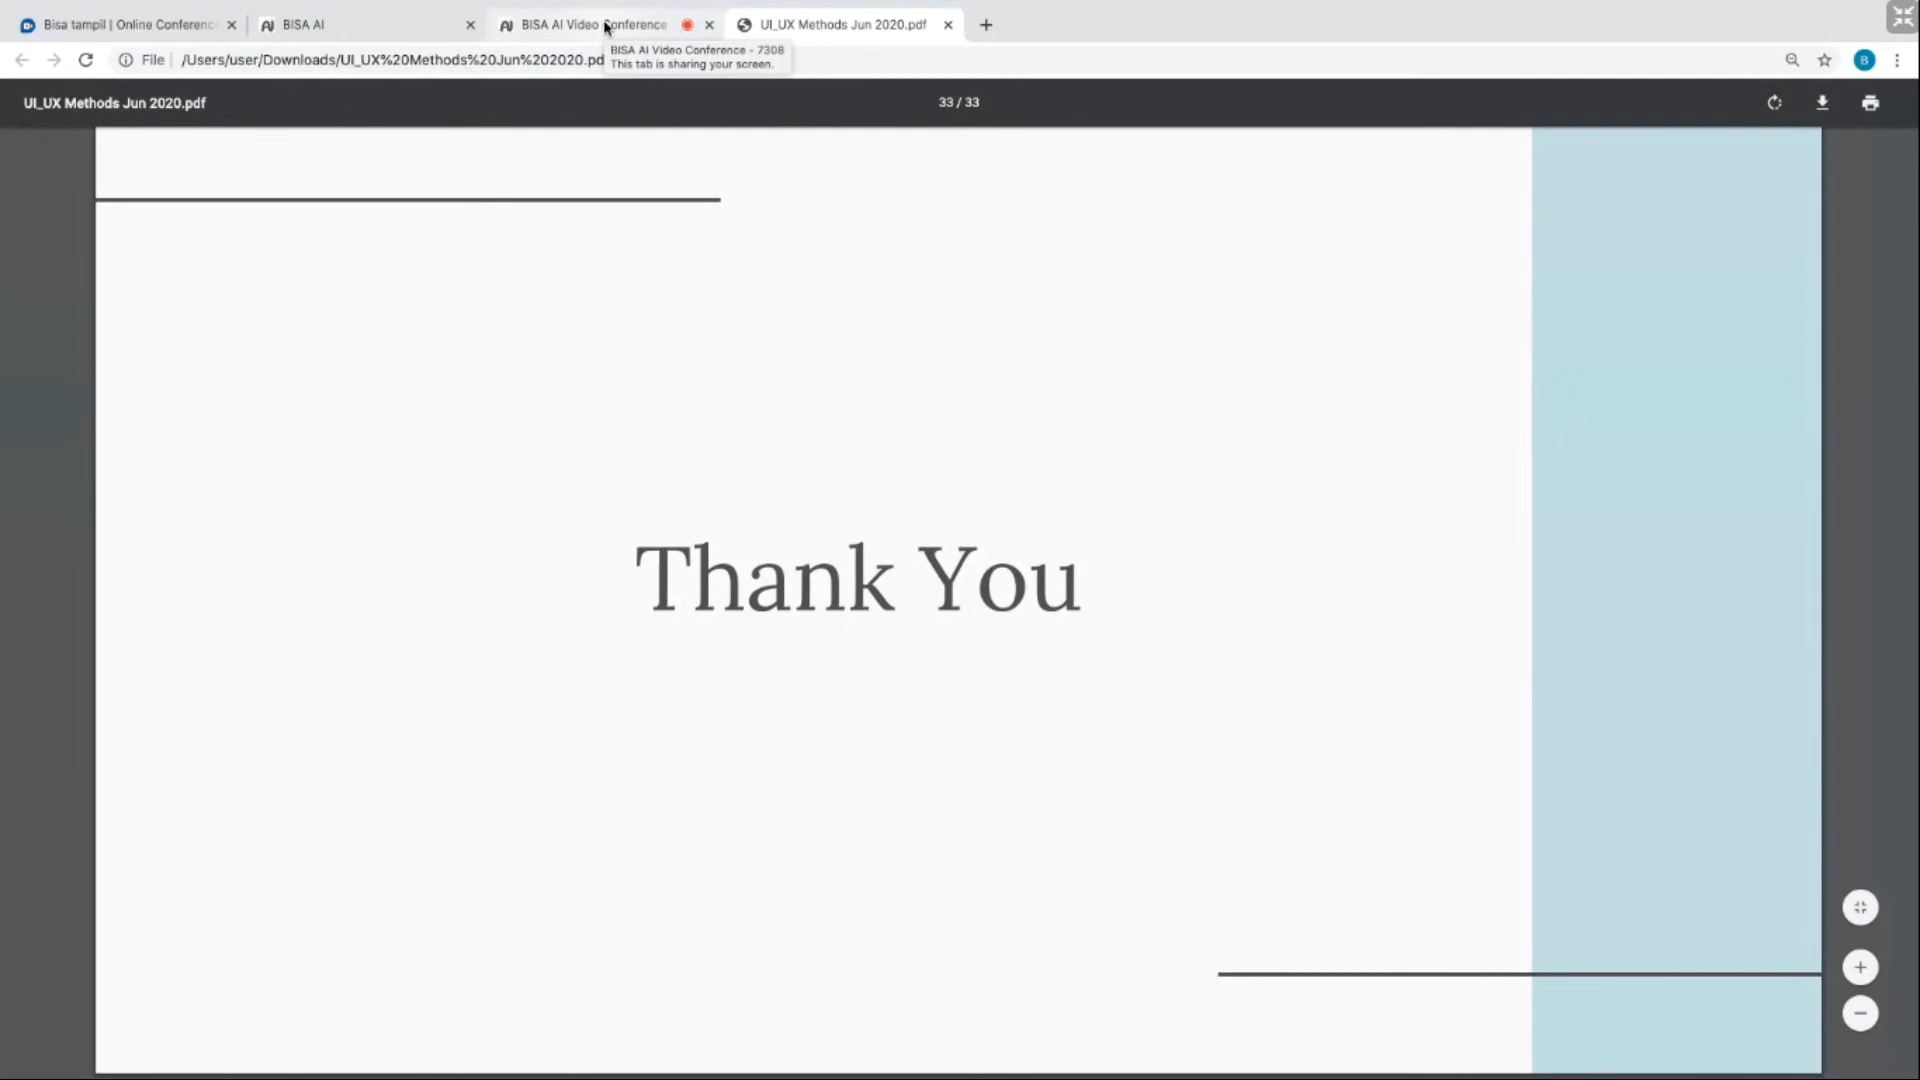 Bisa tampil | Online Conferenc
BISA AI
BISA AI Video Conference
UI_UX Methods Jun 2020.pdf
File
/Users/user/Downloads/UI_UX%20Methods%20Jun%202020.pd
BISA AI Video Conference - 7308
This tab is sharing your screen.
B
UI_UX Methods Jun 2020.pdf
33 / 33
Thank You